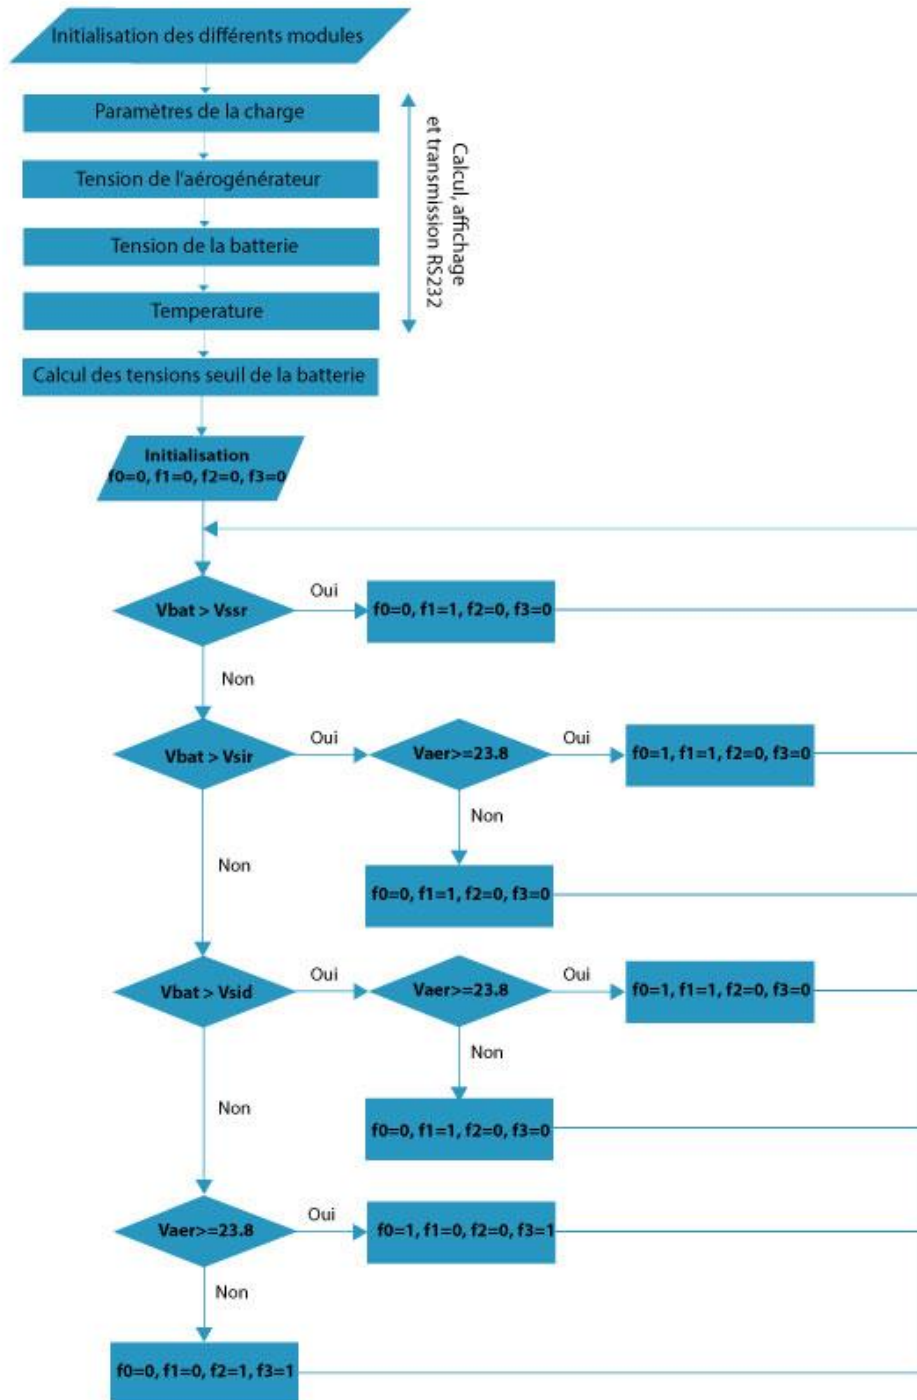 Initialisation des différents modules
Paramètres de la charge
Tension de l'aérogénérateur
Tension de la batterie
Temperature
Calcul, affichage
et transmission RS232
Calcul des tensions seuil de la batterie
Initialisation
f0=0, f1=0, f2=0, f3=0
Vbat > Vssr
Oui
f0=0, f1=1, f2=0, f3=0
Non
Vbat > Vsir
Oui
Vaer>=23.8
Oui
f0=1, f1=1, f2=0, f3=0
Non
f0=0, f1=1, f2=0, f3=0
Non
Vbat > Vsid
Oui
Vaer>=23.8
Oui
f0=1, f1=1, f2=0, f3=0
Non
f0=0, f1=1, f2=0, f3=0
Non
Vaer>=23.8
Oui
f0=1, f1=0, f2=0, f3=1
Non
f0=0, f1=0, f2=1, f3=1